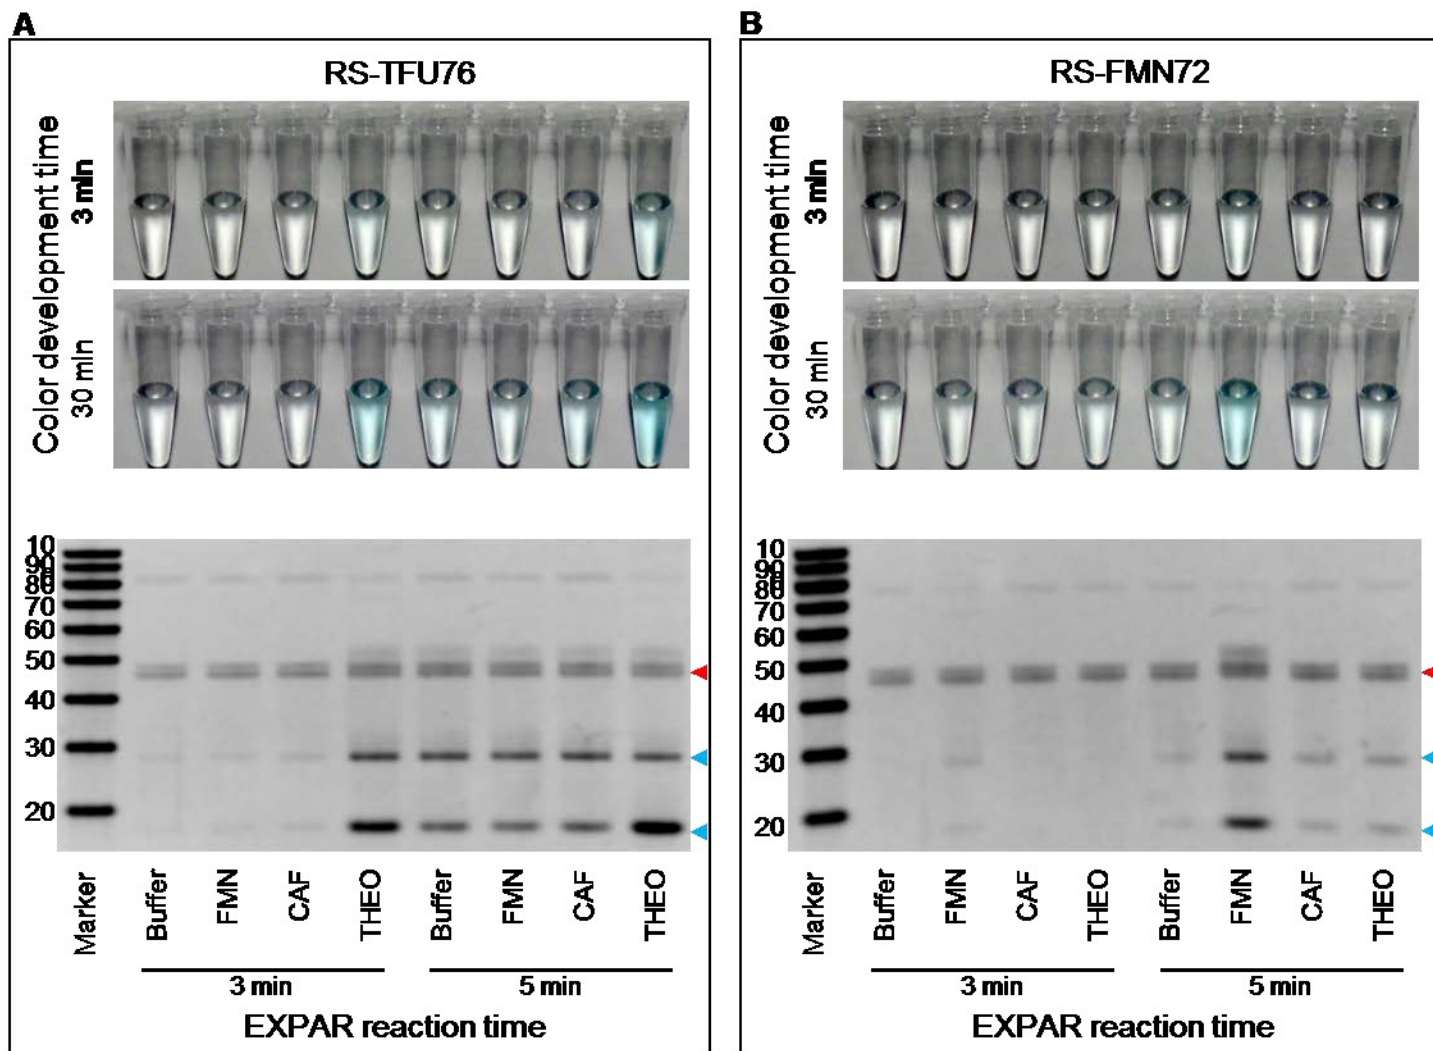 A
RS-TFU76
Color development time
3 min
30 min
10
90
80
70
60
50
40
30
20
Marker
Buffer
FMN
CAF
THEO
Buffer
FMN
CAF
THEO
3 min
5 min
EXPAR reaction time
B
RS-FMN72
Color development time
3 min
30 min
10
90
80
70
60
50
40
30
20
Marker
Buffer
FMN
CAF
THEO
Buffer
FMN
CAF
THEO
3 min
5 min
EXPAR reaction time